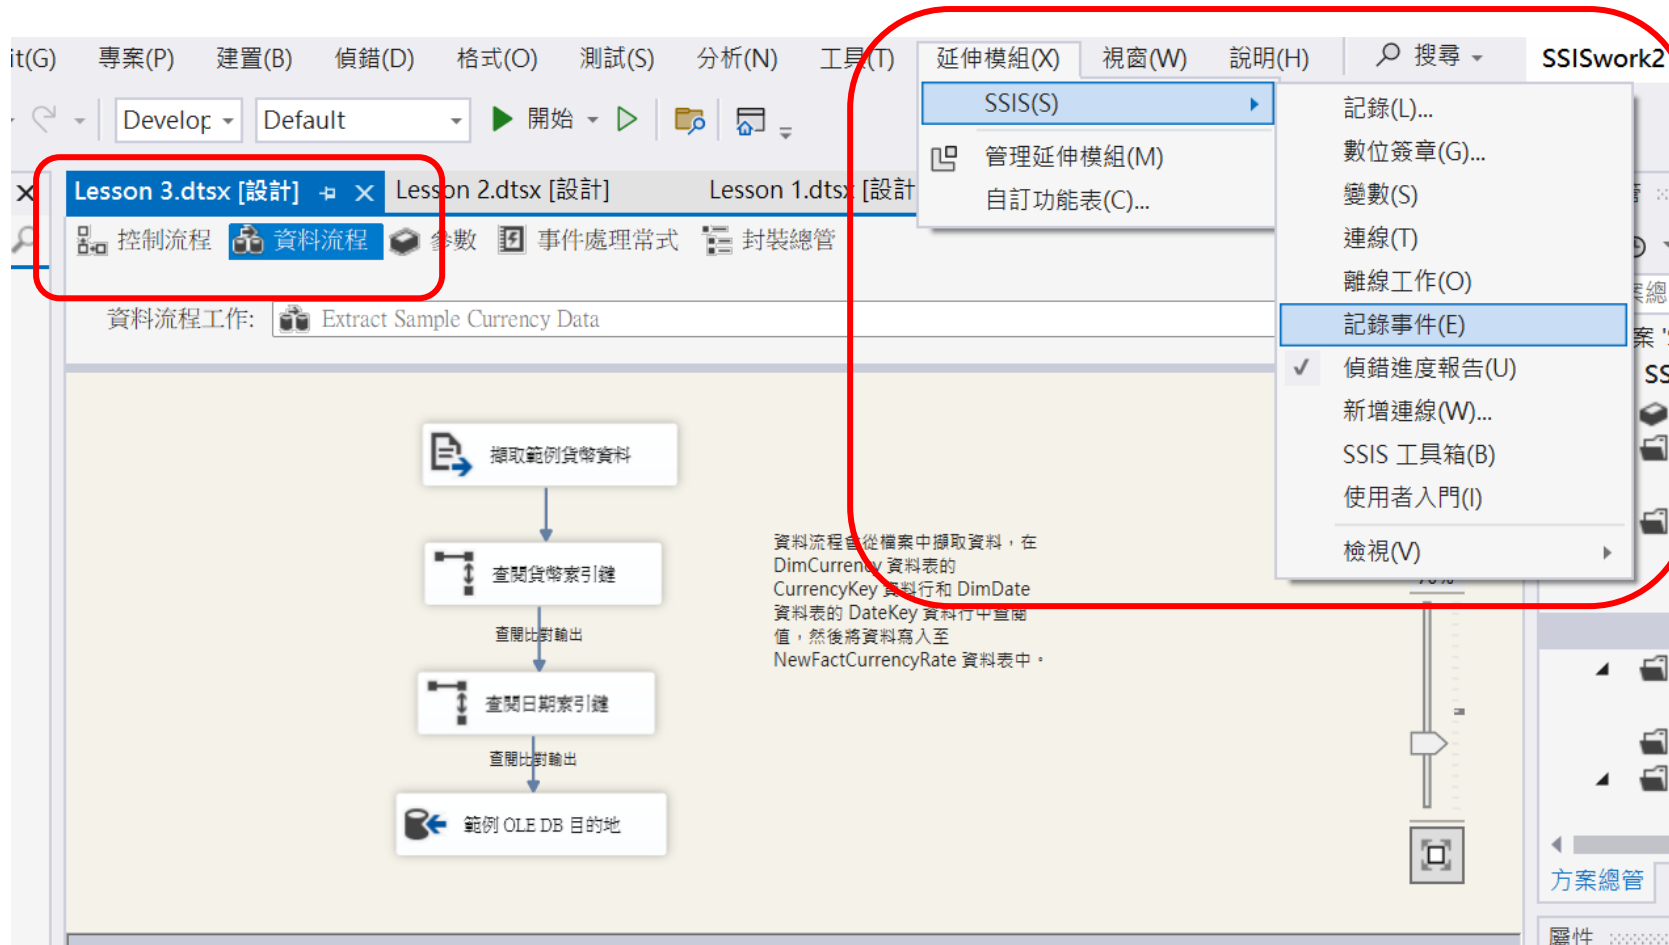 it(G) 專案(P) 建置(B) 偵錯(D) 格式(O) 測試(S) 分析(N) 工具(T) 延伸模組(X) 視窗(W) 說明(H) 搜尋 SSISwork2
Develop Default 開始
SSIS(S)
管理延伸模組(M)
自訂功能表(C)...
記錄(L)...
數位簽章(G)...
變數(S)
連線(T)
離線工作(O)
記錄事件(E)
偵錯進度報告(U)
新增連線(W)...
SSIS 工具箱(B)
使用者入門(I)
檢視(V)
Lesson 3.dtsx [設計] Lesson 2.dtsx [設計] Lesson 1.dtsx [設計
控制流程 資料流程 參數 事件處理常式 封裝總管
資料流程工作: Extract Sample Currency Data
擷取範例貨幣資料
查閱貨幣索引鍵
查閱比對輸出
查閱日期索引鍵
查閱比對輸出
範例 OLE DB 目的地
資料流程會從檔案中擷取資料，在
DimCurrency 資料表的
CurrencyKey 資料行和 DimDate
資料表的 DateKey 資料行中查閱
值，然後將資料寫入至
NewFactCurrencyRate 資料表中。
案 '
SS
方案總管
屬性